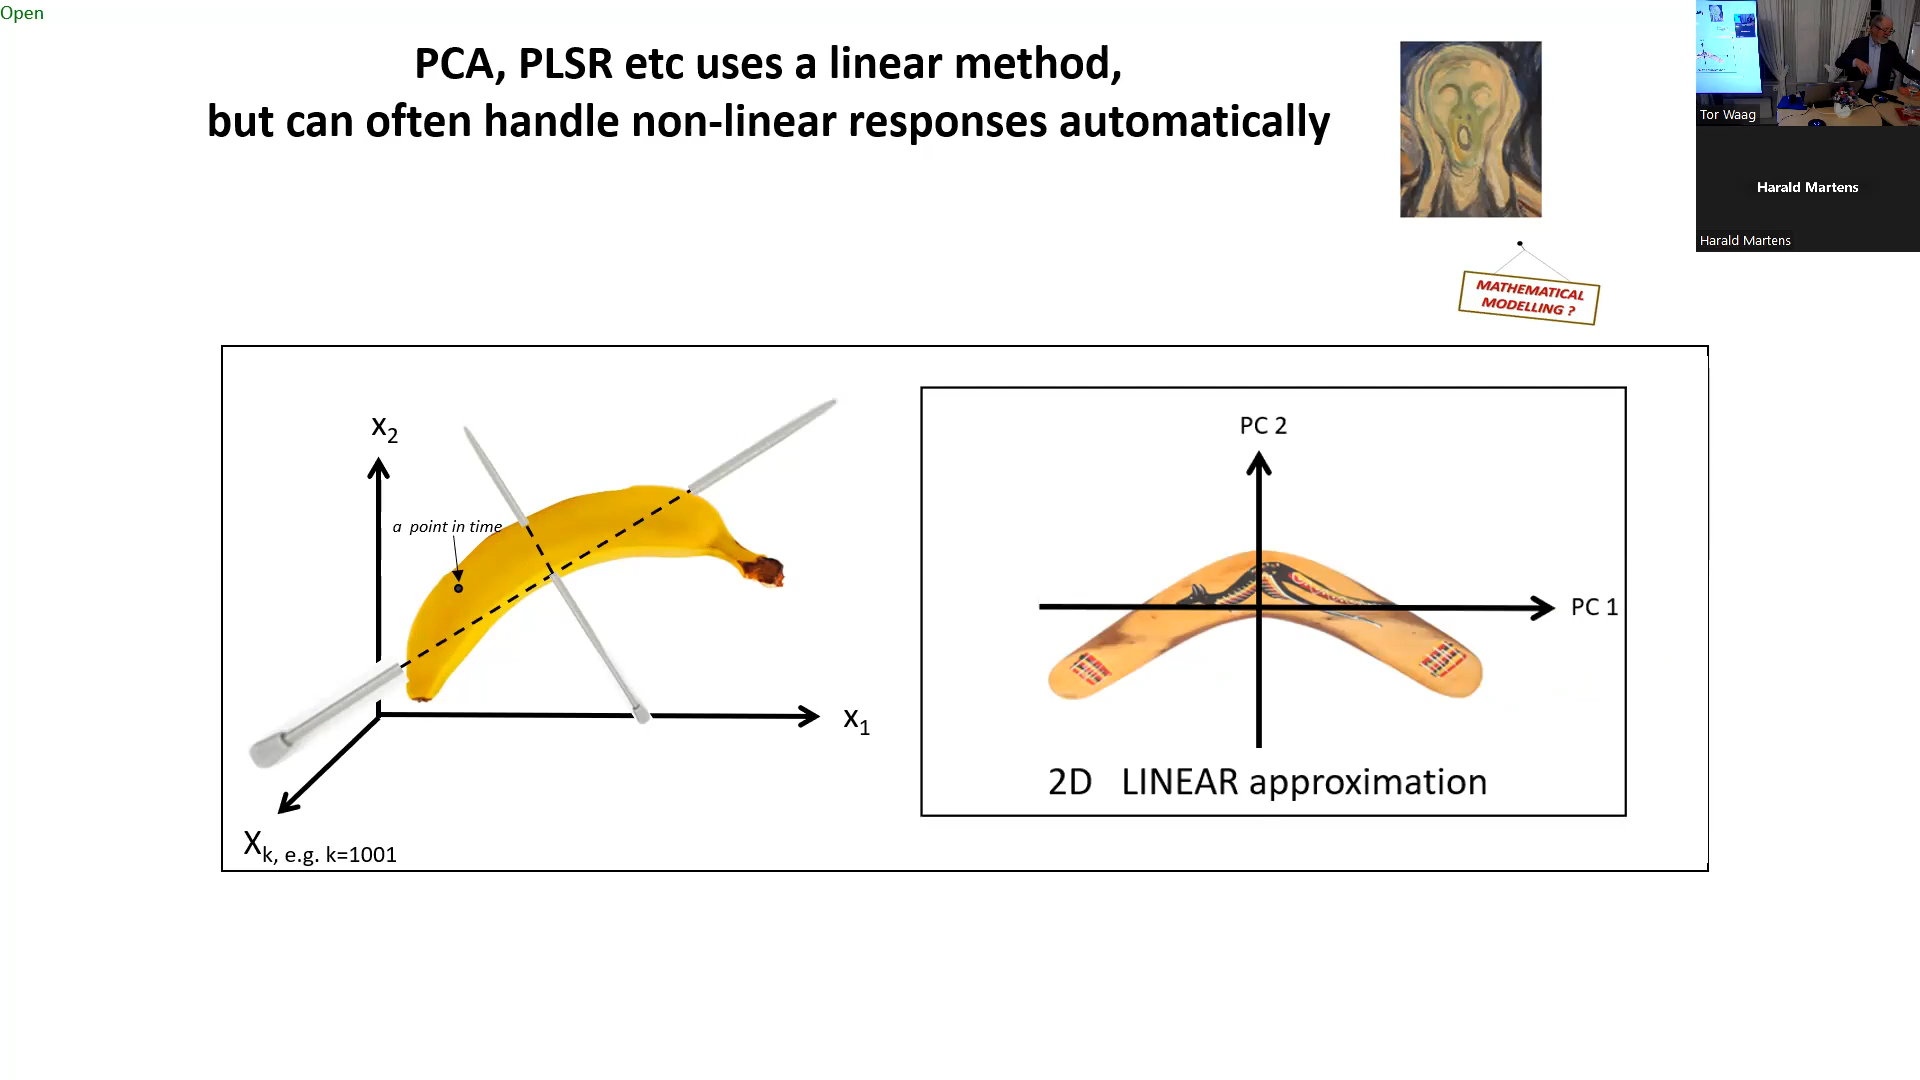 Open
PCA, PLSR etc uses a linear method,
but can often handle non-linear responses automatically
Tor Waag
Harald Martens
Harald Martens
MATHEMATICAL
MODELLING ?
x2
a point in time
x1
Xk, e.g. k=1001
PC 2
PC 1
2D LINEAR approximation